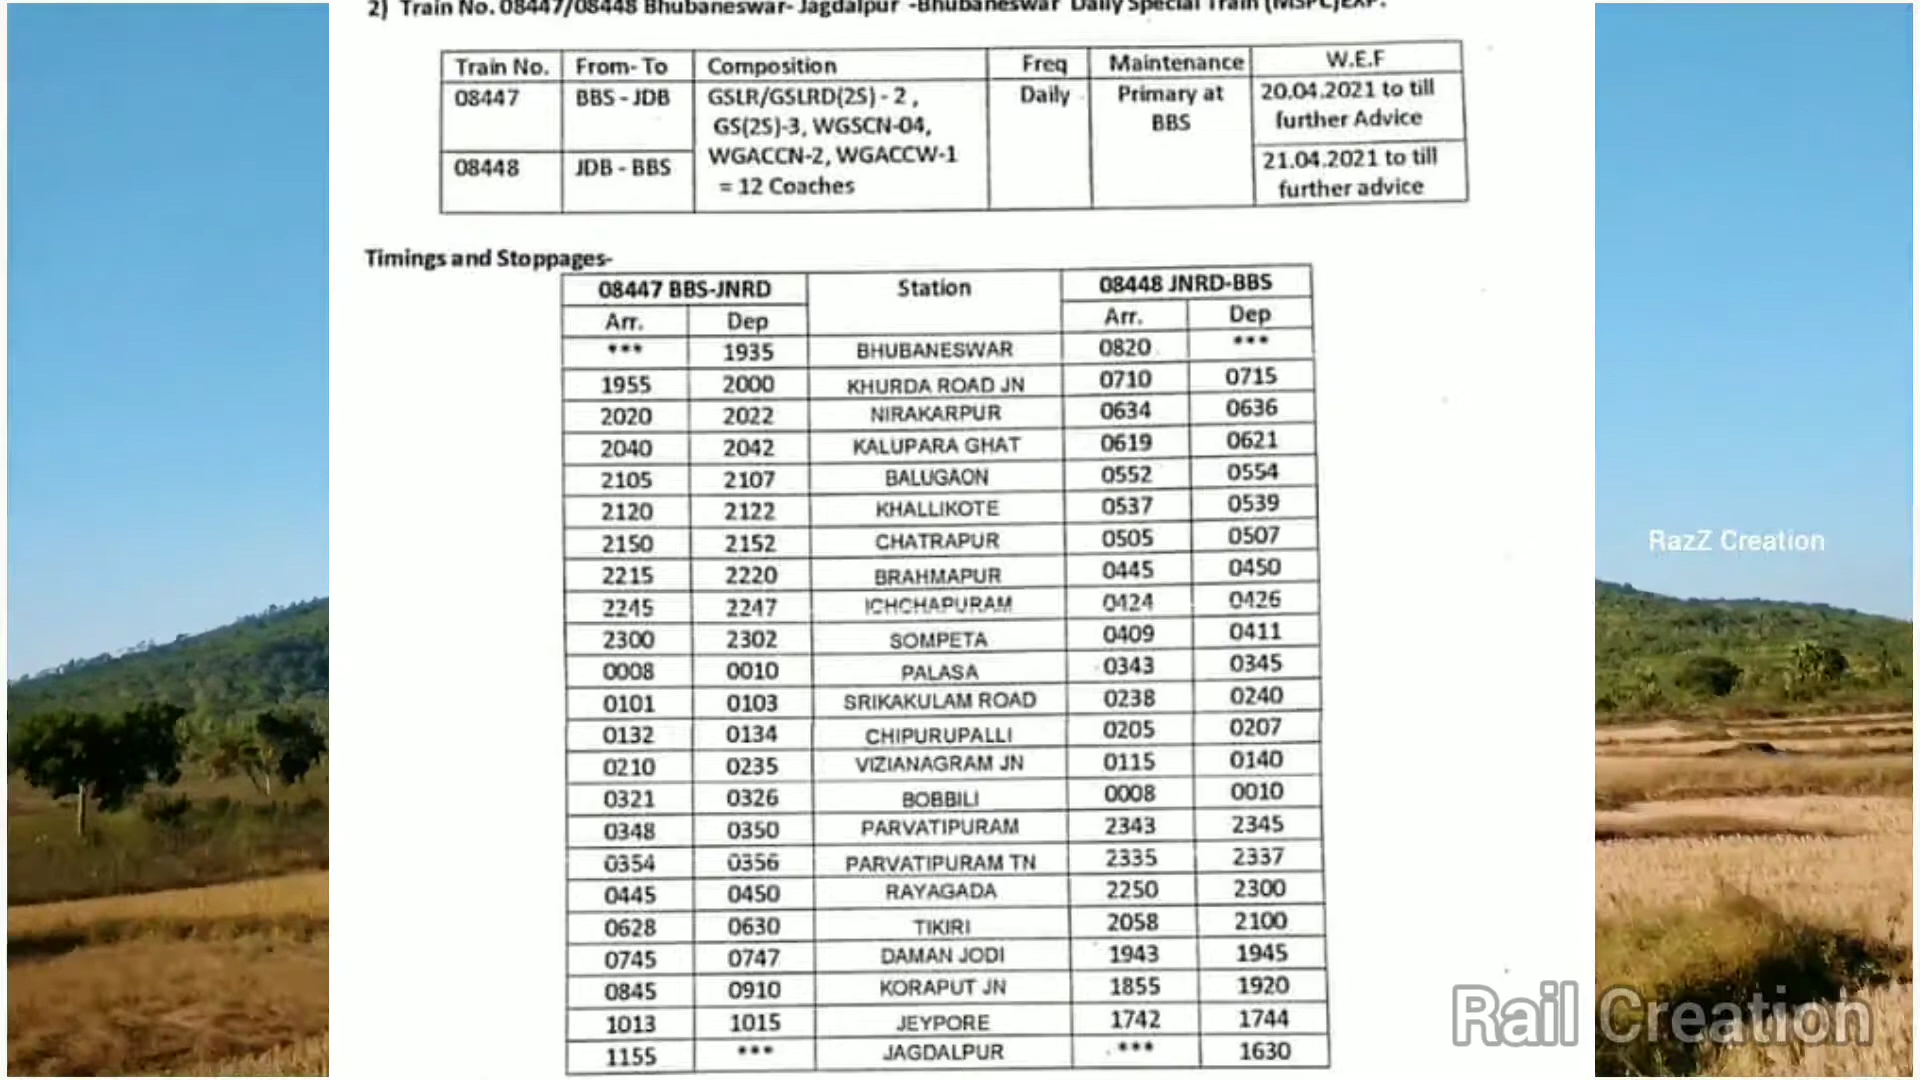 2) Train No. 08447/08448 Bhubaneswar- Jagdalpur -Bhubaneswar Daily Special Train (MSPC)EXP.
Train No. From- To Composition Freq Maintenance W.E.F
08447 BBS - JDB GSLR/GSLRD(2S) - 2 , Daily Primary at 20.04.2021 to till
GS(2S)-3, WGSCN-04, BBS further Advice
08448 JDB - BBS WGACCN-2, WGACCW-1 21.04.2021 to till
= 12 Coaches further advice
Timings and Stoppages-
08447 BBS-JNRD Station 08448 JNRD-BBS
Arr. Dep Arr. Dep
*** 1935 BHUBANESWAR 0820 ***
1955 2000 KHURDA ROAD JN 0710 0715
2020 2022 NIRAKARPUR 0634 0636
2040 2042 KALUPARA GHAT 0619 0621
2105 2107 BALUGAON 0552 0554
2120 2122 KHALLIKOTE 0537 0539
2150 2152 CHATRAPUR 0505 0507
2215 2220 BRAHMAPUR 0445 0450
2245 2247 ICHCHAPURAM 0424 0426
2300 2302 SOMPETA 0409 0411
0008 0010 PALASA 0343 0345
0101 0103 SRIKAKULAM ROAD 0238 0240
0132 0134 CHIPURUPALLI 0205 0207
0210 0235 VIZIANAGRAM JN 0115 0140
0321 0326 BOBBILI 0008 0010
0348 0350 PARVATIPURAM 2343 2345
0354 0356 PARVATIPURAM TN 2335 2337
0445 0450 RAYAGADA 2250 2300
0628 0630 TIKIRI 2058 2100
0745 0747 DAMAN JODI 1943 1945
0845 0910 KORAPUT JN 1855 1920
1013 1015 JEYPORE 1742 1744
1155 *** JAGDALPUR *** 1630
RazZ Creation
Rail Creation